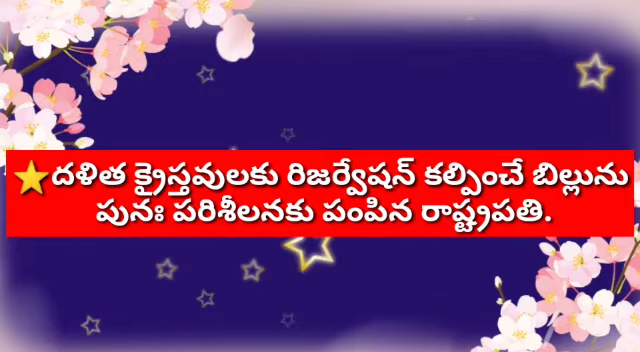 ⭐దళిత క్రైస్తవులకు రిజర్వేషన్ కల్పించే బిల్లును
పునః పరిశీలనకు పంపిన రాష్ట్రపతి.